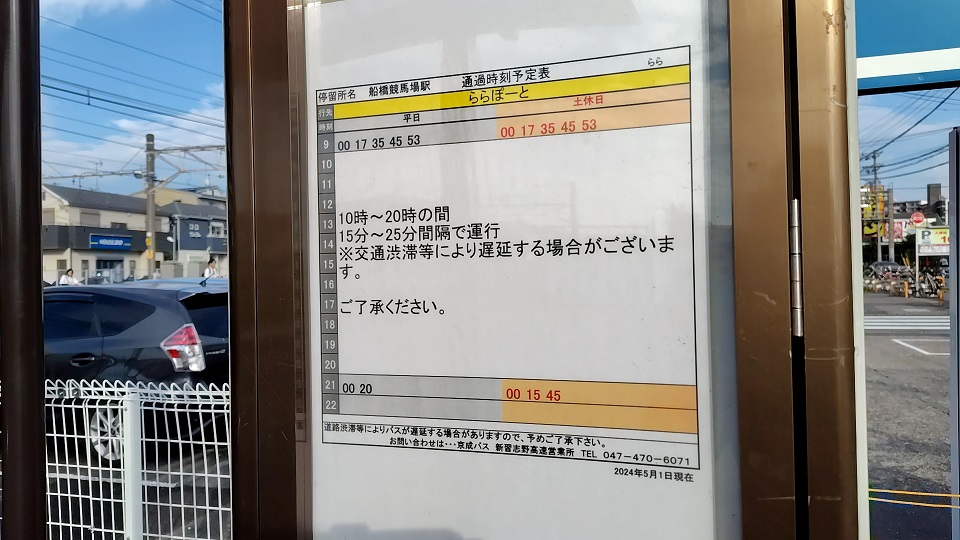 らら
停留所名 船橋競馬場駅 通過時刻予定表
行先 ららぽーと
時刻 平日 土休日
9 00 17 35 45 53 00 17 35 45 53
10
11
12
13 10時～20時の間
14 15分～25分間隔で運行
15 ※交通渋滞等により遅延する場合がございま
16 す。
17 ご了承ください。
18
19
20
21 00 20 00 15 45
22
道路渋滞等によりバスが遅延する場合がありますので、予めご了承下さい。
お問い合わせは・・・京成バス 新習志野高速営業所 TEL 047-470-6071
2024年5月1日現在